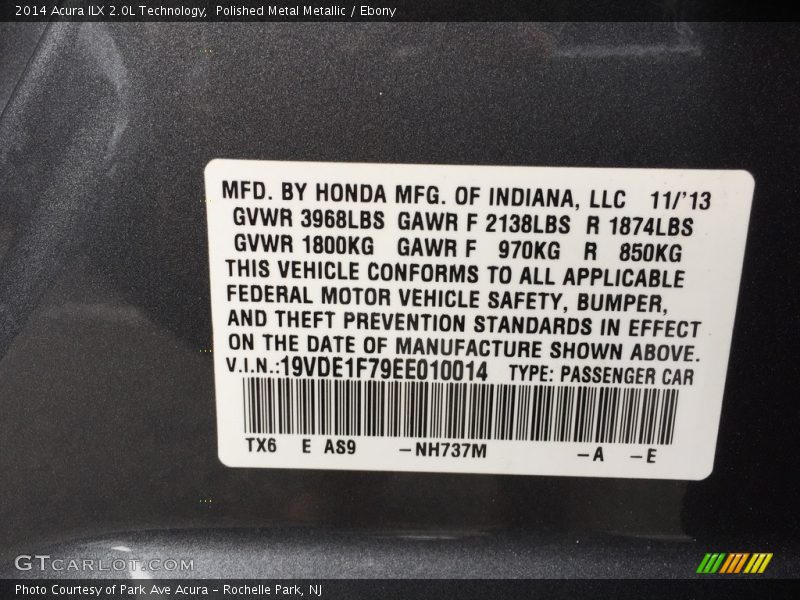 2014 Acura ILX 2.0L Technology, Polished Metal Metallic / Ebony
MFD. BY HONDA MFG. OF INDIANA, LLC 11/'13
GVWR 3968LBS GAWR F 2138LBS R 1874LBS
GVWR 1800KG GAWR F 970KG R 850KG
THIS VEHICLE CONFORMS TO ALL APPLICABLE
FEDERAL MOTOR VEHICLE SAFETY, BUMPER,
AND THEFT PREVENTION STANDARDS IN EFFECT
ON THE DATE OF MANUFACTURE SHOWN ABOVE.
V.I.N.:19VDE1F79EE010014 TYPE: PASSENGER CAR
TX6 E AS9 –NH737M –A –E
GTCarlot.com
Photo Courtesy of Park Ave Acura – Rochelle Park, NJ